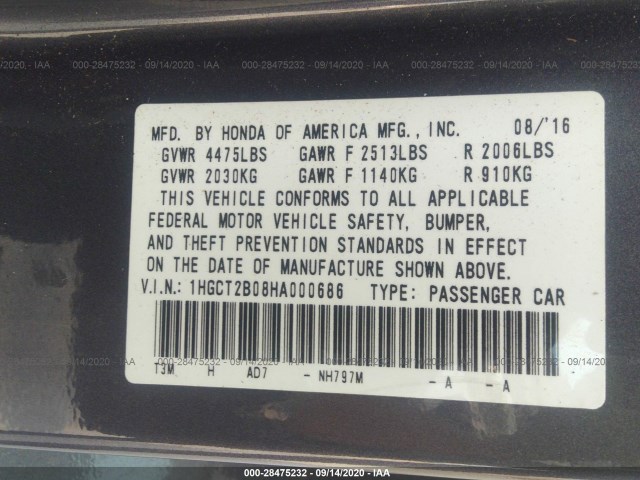 000-28475232 - 09/14/2020 - IAA
MFD. BY HONDA OF AMERICA MFG., INC. 08/'16
GVWR 4475LBS GAWR F 2513LBS R 2006LBS
GVWR 2030KG GAWR F 1140KG R 910KG
THIS VEHICLE CONFORMS TO ALL APPLICABLE
FEDERAL MOTOR VEHICLE SAFETY, BUMPER,
AND THEFT PREVENTION STANDARDS IN EFFECT
ON THE DATE OF MANUFACTURE SHOWN ABOVE.
V.I.N.: 1HGCT2B08HA000686 TYPE: PASSENGER CAR
T3M H AD7 - NH797M - A - A -
000-28475232 - 09/14/2020 - IAA